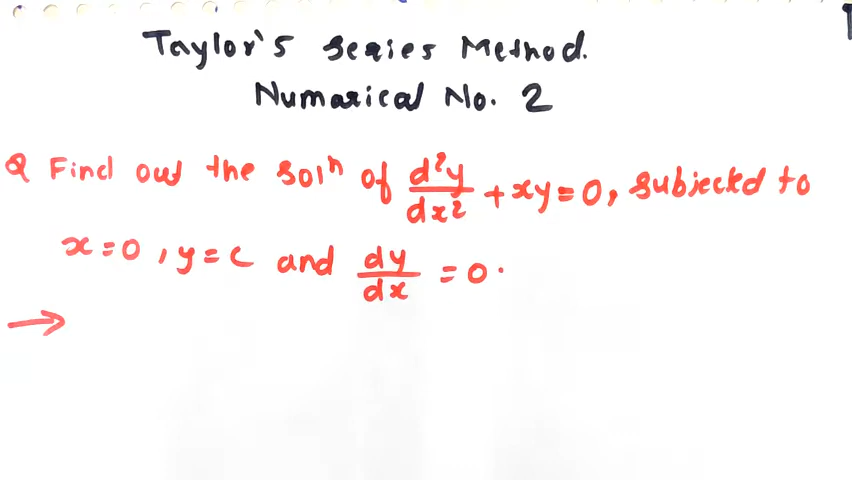 Taylor's series Method.
Numarical No. 2
Q Find out the solⁿ of d²y/dx² + xy = 0, subjected to
x = 0, y = c and dy/dx = 0.
→